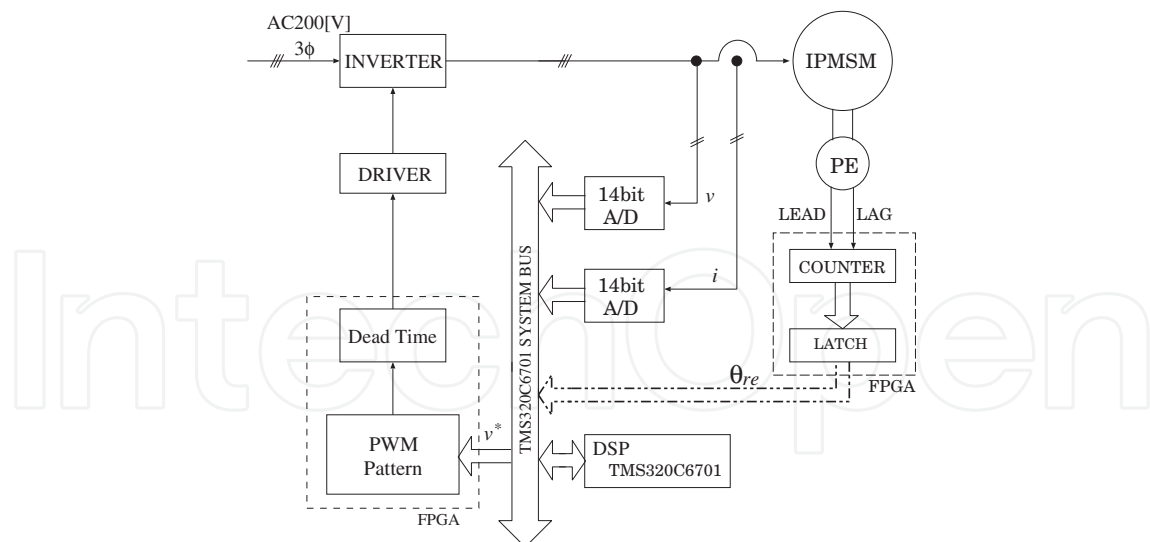 AC200[V]
3ϕ
INVERTER
IPMSM
DRIVER
PE
14bit
A/D
v
LEAD
LAG
COUNTER
TMS320C6701 SYSTEM BUS
14bit
A/D
i
Dead Time
LATCH
θre
FPGA
PWM
Pattern
v*
DSP
TMS320C6701
FPGA
IntechOpen